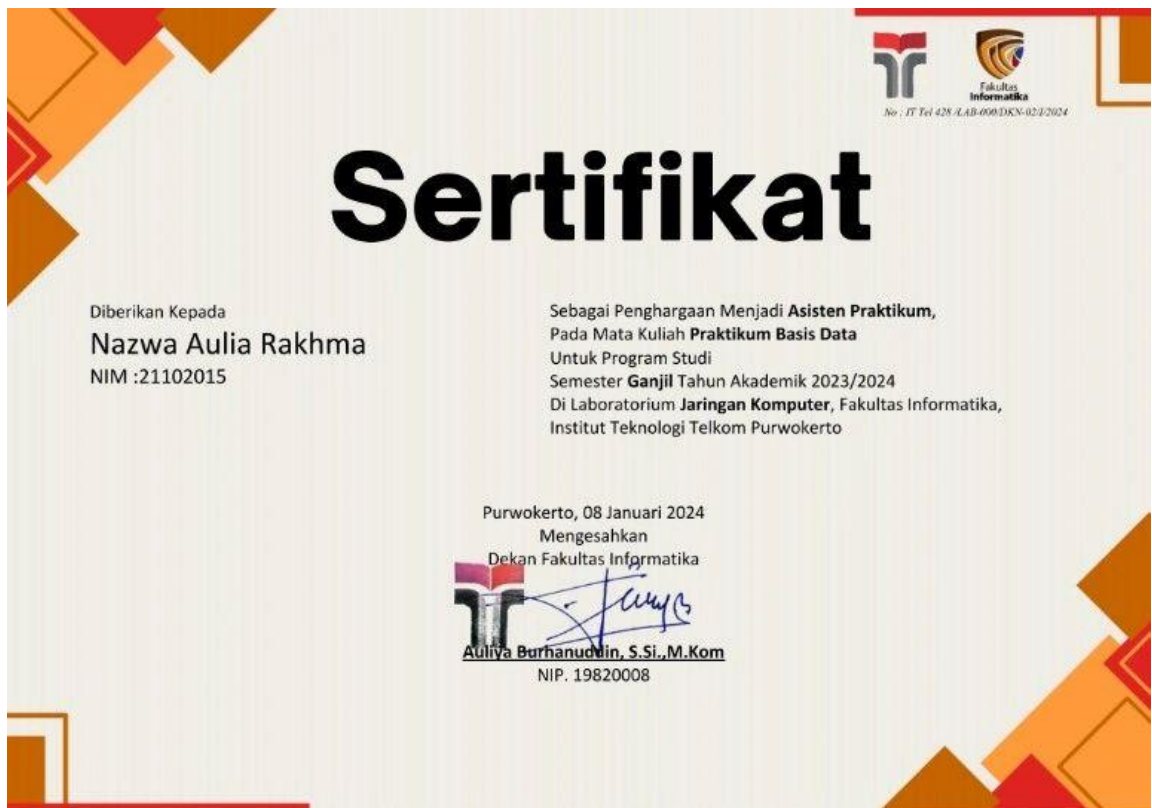 Fakultas
Informatika
No : IT Tel 428 /LAB-000/DKN-02/I/2024
Sertifikat
Diberikan Kepada
Nazwa Aulia Rakhma
NIM :21102015
Sebagai Penghargaan Menjadi Asisten Praktikum,
Pada Mata Kuliah Praktikum Basis Data
Untuk Program Studi
Semester Ganjil Tahun Akademik 2023/2024
Di Laboratorium Jaringan Komputer, Fakultas Informatika,
Institut Teknologi Telkom Purwokerto
Purwokerto, 08 Januari 2024
Mengesahkan
Dekan Fakultas Informatika
Auliya Burhanuddin, S.Si.,M.Kom
NIP. 19820008